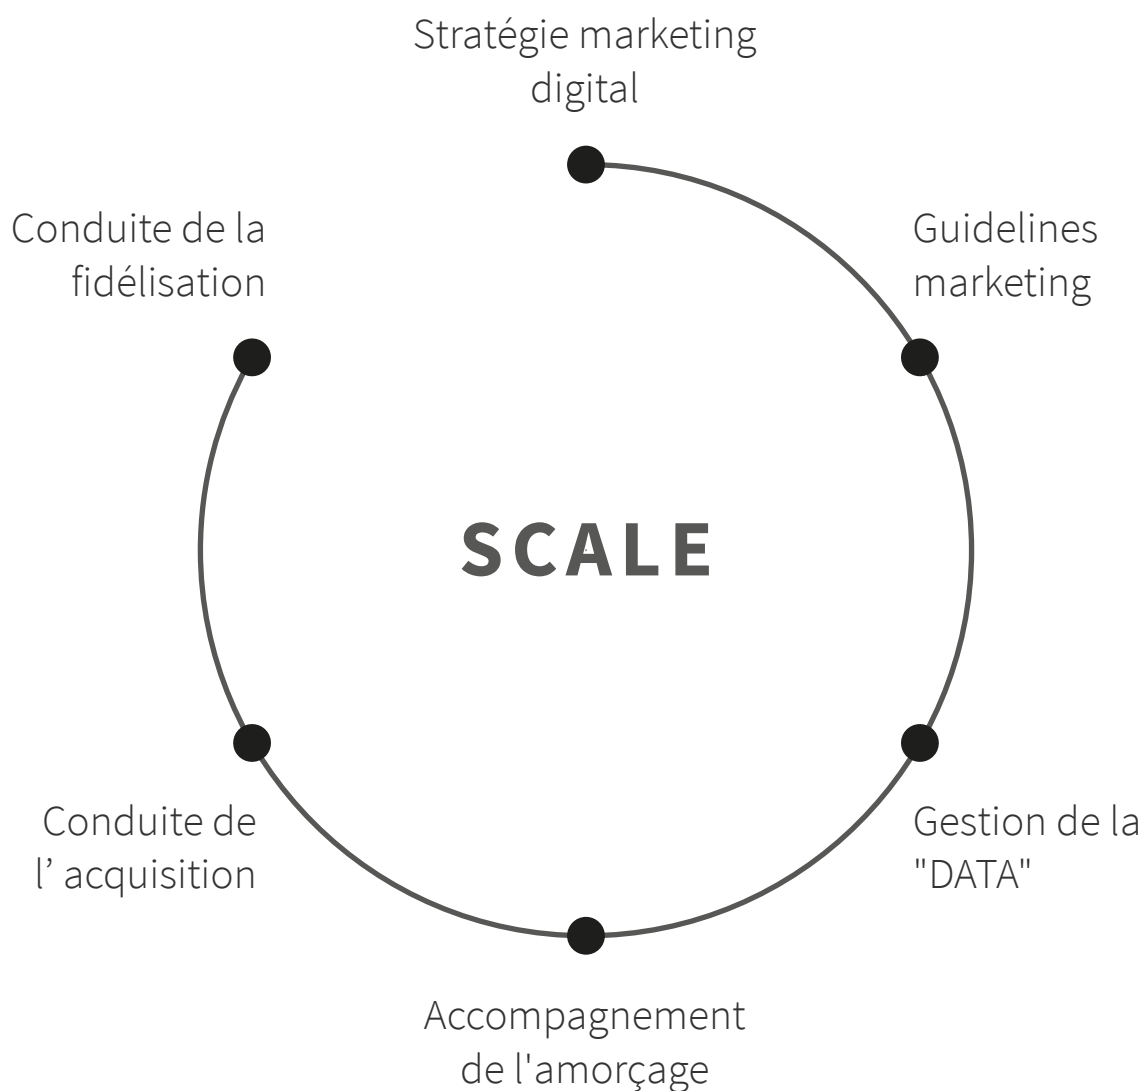 Stratégie marketing
digital
Guidelines
marketing
Gestion de la
"DATA"
Accompagnement
de l'amorçage
Conduite de
l’ acquisition
Conduite de la
fidélisation
SCALE